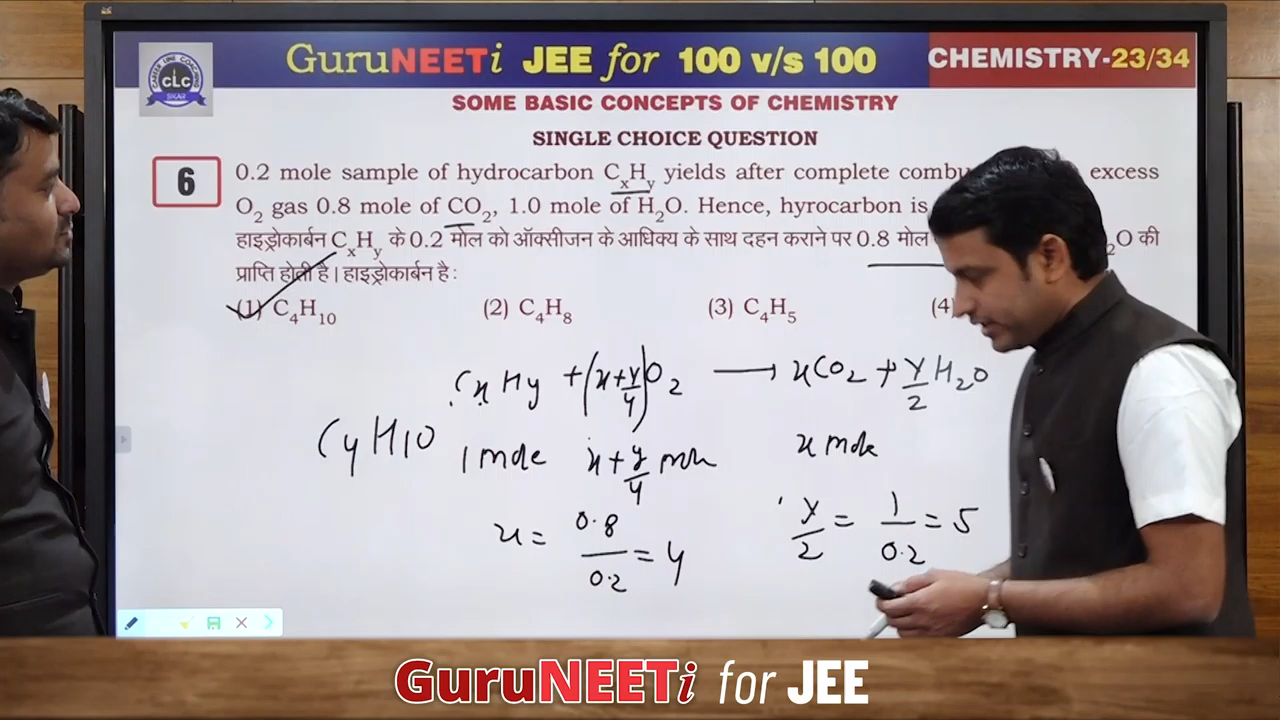 GuruNEETi JEE for 100 v/s 100
CHEMISTRY-23/34
CLC
SIKAR
SOME BASIC CONCEPTS OF CHEMISTRY
SINGLE CHOICE QUESTION
6
0.2 mole sample of hydrocarbon CxHy yields after complete combu excess
O2 gas 0.8 mole of CO2, 1.0 mole of H2O. Hence, hyrocarbon is
हाइड्रोकार्बन CxHy के 0.2 मोल को ऑक्सीजन के आधिक्य के साथ दहन कराने पर 0.8 मोल 2O की
प्राप्ति होती है। हाइड्रोकार्बन है :
(1) C4H10 (2) C4H8 (3) C4H5 (4)
CxHy + (x+y/4)O2 → xCO2 + y/2 H2O
C4H10 1 mole x+y/4 mole x mole
x = 0.8/0.2 = 4 y/2 = 1/0.2 = 5
GuruNEETi for JEE